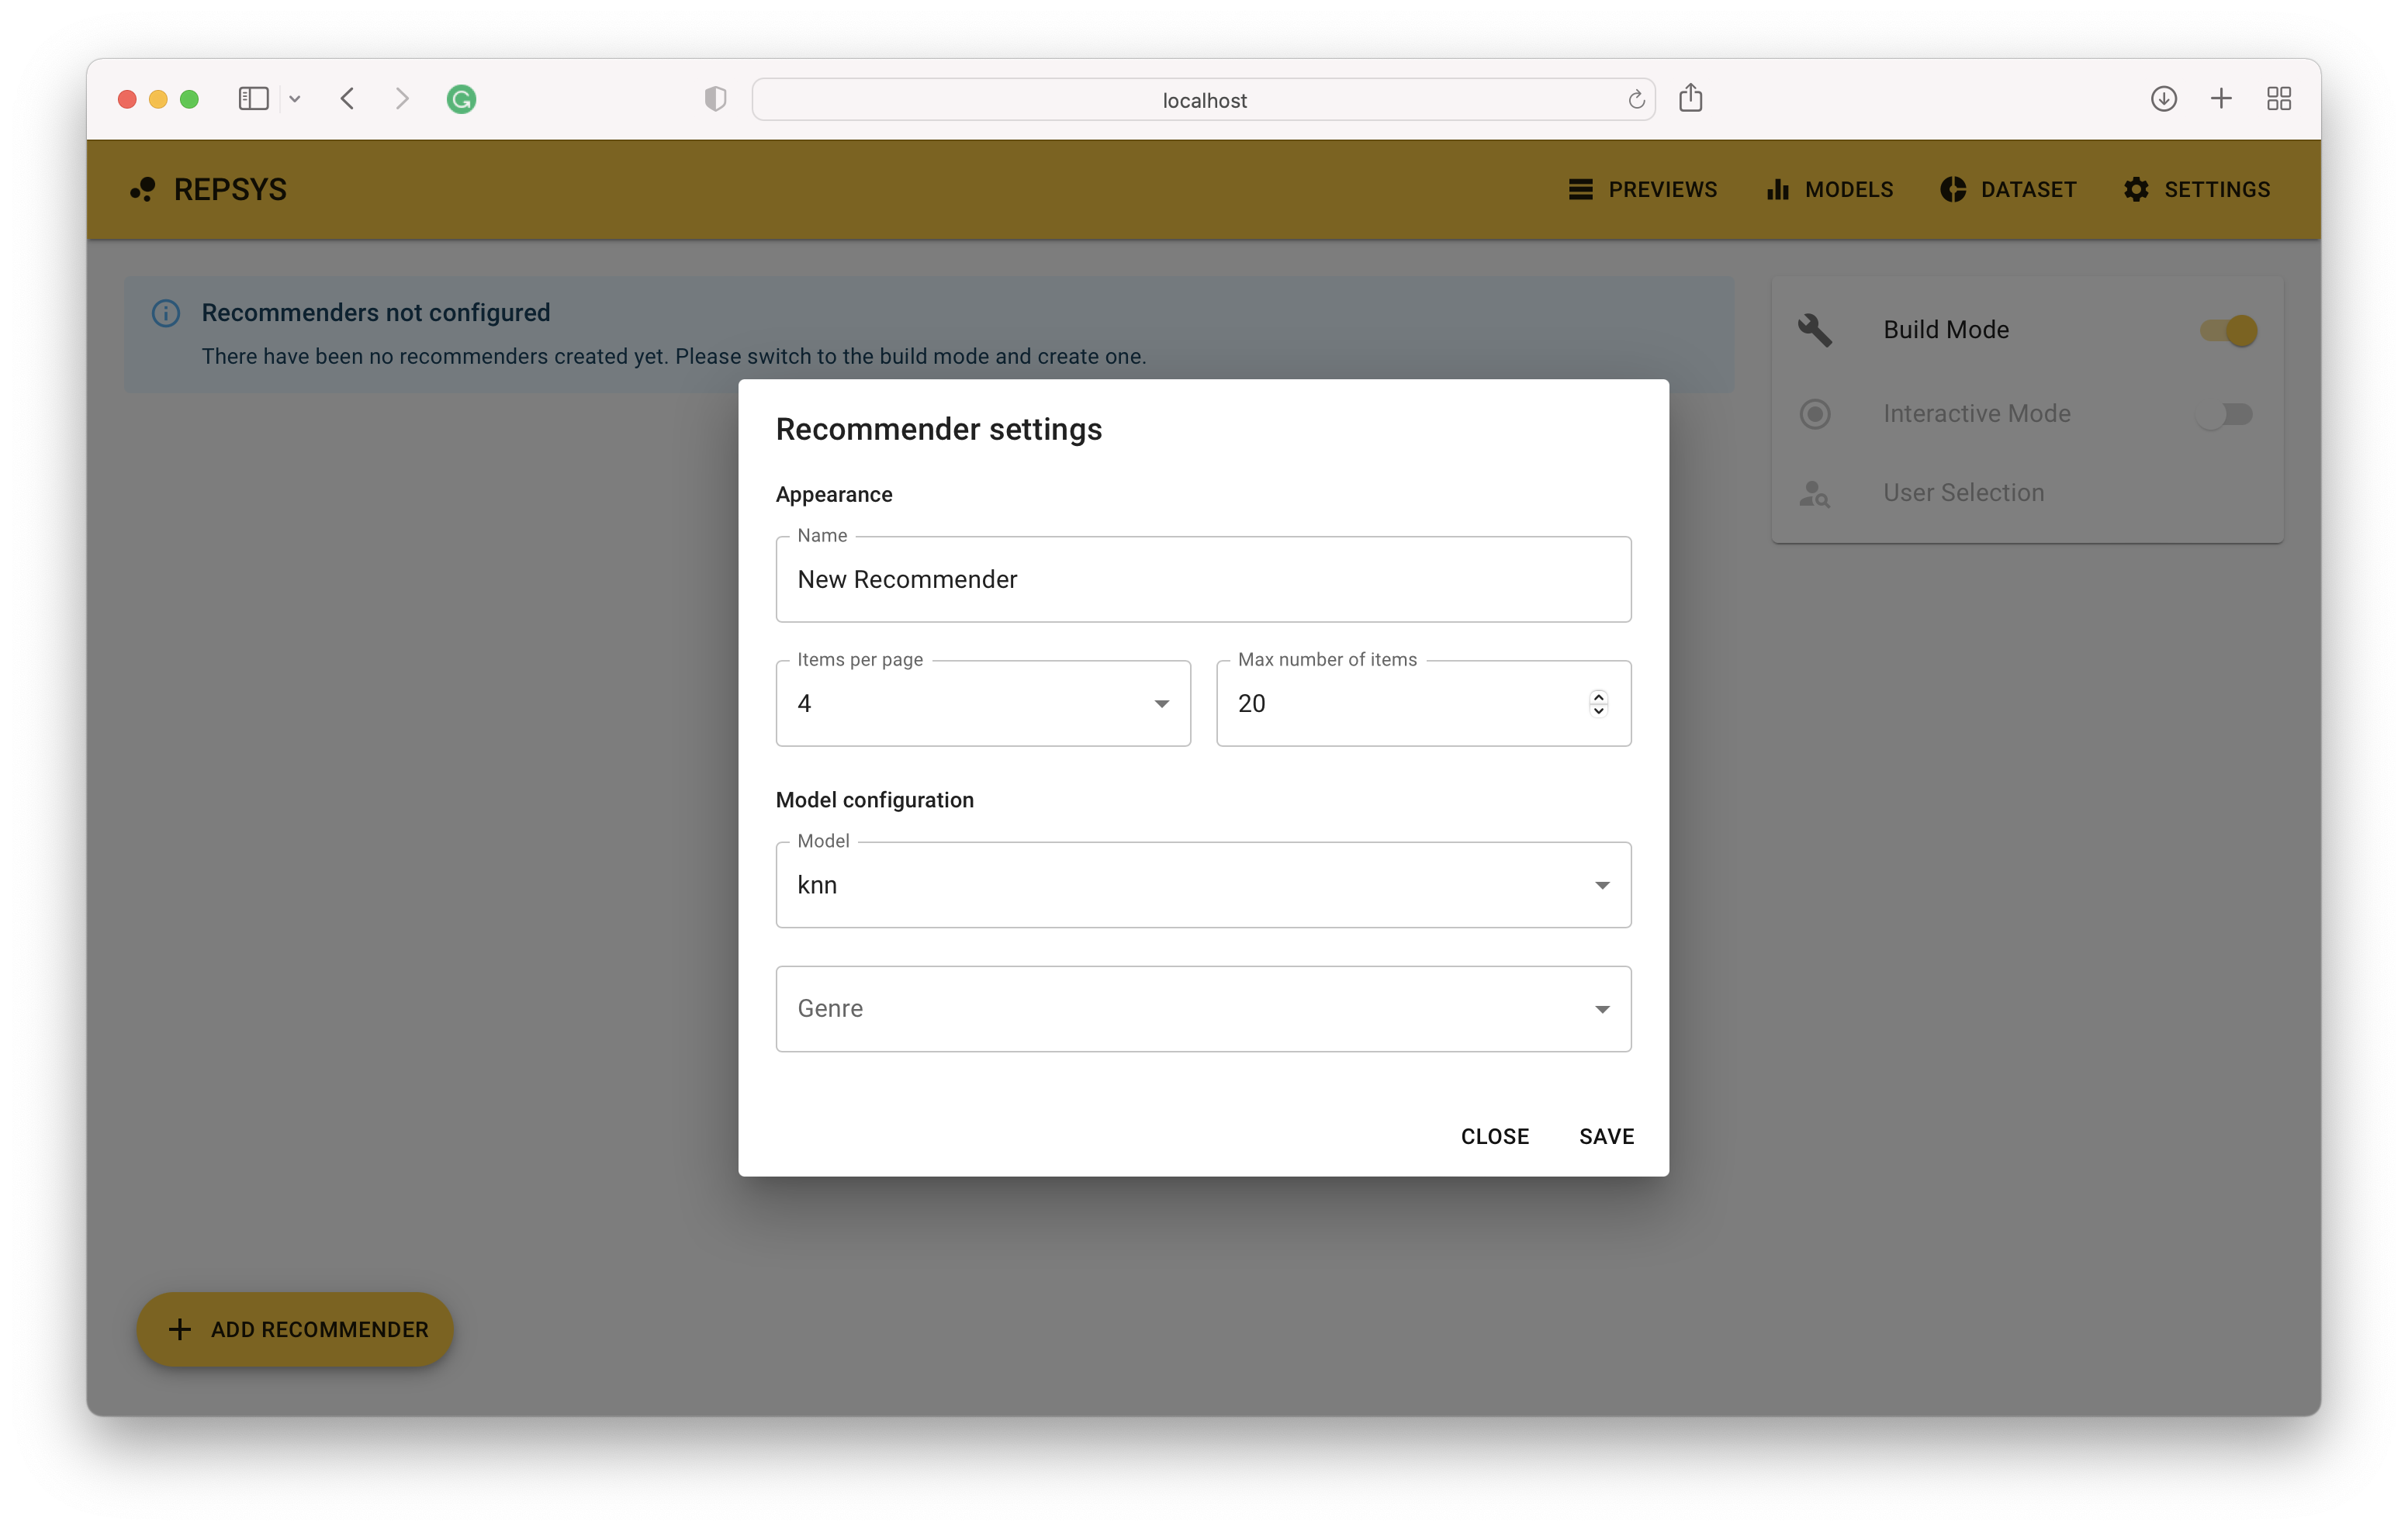 localhost
REPSYS
PREVIEWS
MODELS
DATASET
SETTINGS
Recommenders not configured
There have been no recommenders created yet. Please switch to the build mode and create one.
Build Mode
Interactive Mode
User Selection
Recommender settings
Appearance
Name
New Recommender
Items per page
4
Max number of items
20
Model configuration
Model
knn
Genre
CLOSE
SAVE
ADD RECOMMENDER